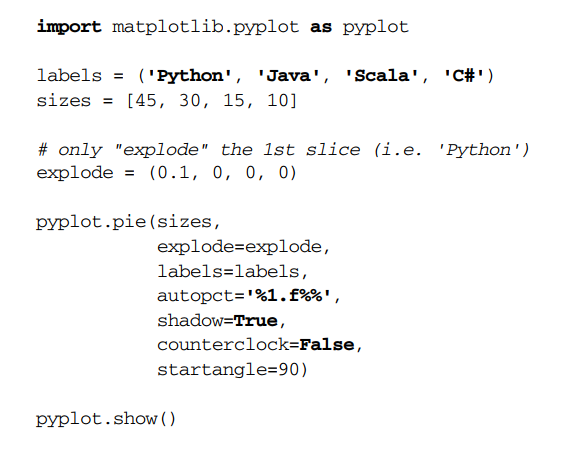 import matplotlib.pyplot as pyplot
labels = ('Python', 'Java', 'Scala', 'C#')
sizes = [45, 30, 15, 10]
# only "explode" the 1st slice (i.e. 'Python')
explode = (0.1, 0, 0, 0)
pyplot.pie(sizes,
explode=explode,
labels=labels,
autopct='%1.f%%',
shadow=True,
counterclock=False,
startangle=90)
pyplot.show()